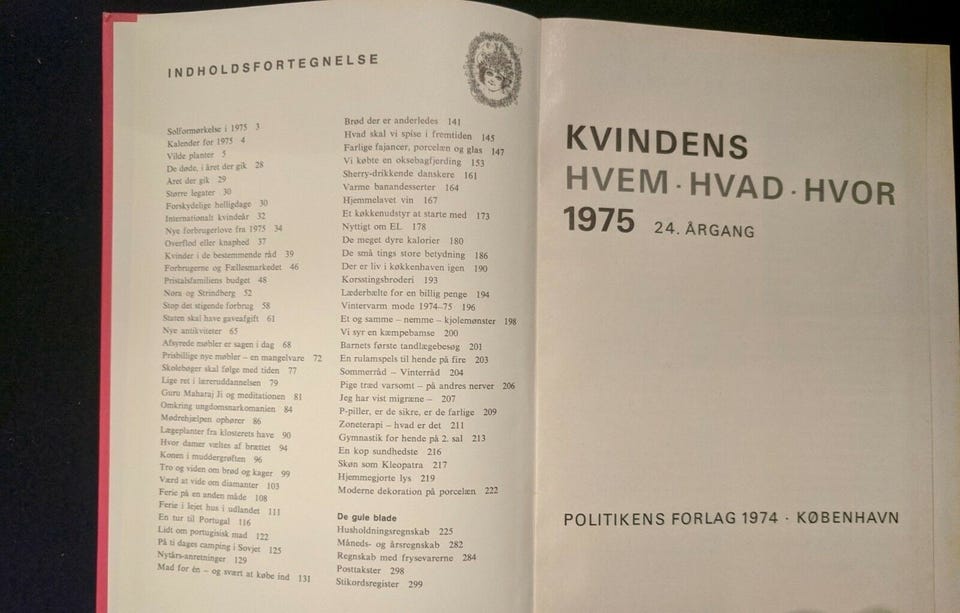 INDHOLDSFORTEGNELSE
Solformørkelse i 1975 3
Kalender for 1975 4
Vilde planter 5
De døde, i året der gik 28
Året der gik 29
Større legater 30
Forskydelige helligdage 30
Internationalt kvindeår 32
Nye forbrugerlove fra 1975 34
Overflod eller knaphed 37
Kvinder i de bestemmende råd 39
Forbrugerne og Fællesmarkedet 46
Pristalsfamiliens budget 48
Nora og Strindberg 52
Stop det stigende forbrug 58
Staten skal have gaveafgift 61
Nye antikviteter 65
Afsyrede møbler er sagen i dag 68
Prisbillige nye møbler – en mangelvare 72
Skolebøger skal følge med tiden 77
Lige ret i læreruddannelsen 79
Guru Maharaj Ji og meditationen 81
Omkring ungdomsnarkomanien 84
Mødrehjælpen ophører 86
Lægeplanter fra klosterets have 90
Hvor damer væltes af brættet 94
Konen i muddergrøften 96
Tro og viden om brød og kager 99
Værd at vide om diamanter 103
Ferie på en anden måde 108
Ferie i lejet hus i udlandet 111
En tur til Portugal 116
Lidt om portugisisk mad 122
På ti dages camping i Sovjet 125
Nytårs-anretninger 129
Mad for én – og svært at købe ind 131
Brød der er anderledes 141
Hvad skal vi spise i fremtiden 145
Farlige fajancer, porcelæn og glas 147
Vi købte en oksebagfjerding 153
Sherry-drikkende danskere 161
Varme banandesserter 164
Hjemmelavet vin 167
Et køkkenudstyr at starte med 173
Nyttigt om EL 178
De meget dyre kalorier 180
De små tings store betydning 186
Der er liv i køkkenhaven igen 190
Korsstingsbroderi 193
Læderbælte for en billig penge 194
Vintervarm mode 1974–75 196
Et og samme – nemme – kjolemønster 198
Vi syr en kæmpebamse 200
Barnets første tandlægebesøg 201
En rulamspels til hende på fire 203
Sommerråd – Vinterråd 204
Pige træd varsomt – på andres nerver 206
Jeg har vist migræne – 207
P-piller, er de sikre, er de farlige 209
Zoneterapi – hvad er det 211
Gymnastik for hende på 2. sal 213
En kop sundhedste 216
Skøn som Kleopatra 217
Hjemmegjorte lys 219
Moderne dekoration på porcelæn 222
De gule blade
Husholdningsregnskab 225
Måneds- og årsregnskab 282
Regnskab med frysevarerne 284
Posttakster 298
Stikordsregister 299
KVINDENS
HVEM · HVAD · HVOR
1975 24. ÅRGANG
POLITIKENS FORLAG 1974 · KØBENHAVN